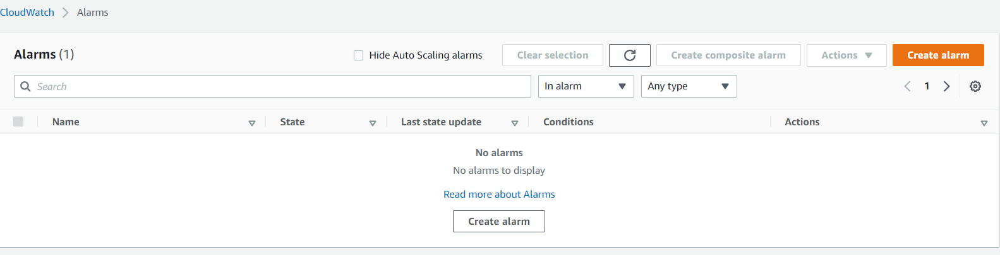 CloudWatch > Alarms
Alarms (1)
Hide Auto Scaling alarms
Clear selection
Create composite alarm
Actions
Create alarm
Search
In alarm
Any type
1
Name
State
Last state update
Conditions
Actions
No alarms
No alarms to display
Read more about Alarms
Create alarm